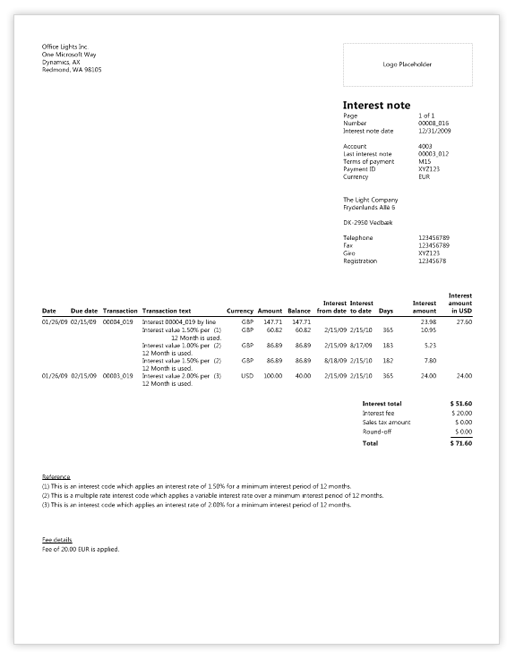 Office Lights Inc.
One Microsoft Way
Dynamics, AX
Redmond, WA 98105
Logo Placeholder
Interest note
Page 1 of 1
Number 00008_016
Interest note date 12/31/2009
Account 4003
Last interest note 00003_012
Terms of payment M15
Payment ID XYZ123
Currency EUR
The Light Company
Frydenlunds Allé 6
DK-2950 Vedbæk
Telephone 123456789
Fax 123456789
Giro XYZ123
Registration 12345678
Interest
Interest Interest Interest amount
Date Due date Transaction Transaction text Currency Amount Balance from date to date Days amount in USD
01/26/09 02/15/09 00004_019 Interest 00004_019 by line GBP 147.71 147.71 23.98 27.60
Interest value 1.50% per (1) GBP 60.82 60.82 2/15/09 2/15/10 365 10.95
12 Month is used.
Interest value 1.00% per (2) GBP 86.89 86.89 2/15/09 8/17/09 183 5.23
12 Month is used.
Interest value 1.50% per (2) GBP 86.89 86.89 8/18/09 2/15/10 182 7.80
12 Month is used.
01/26/09 02/15/09 00003_019 Interest value 2.00% per (3) USD 100.00 40.00 2/15/09 2/15/10 365 24.00 24.00
12 Month is used.
Interest total $ 51.60
Interest fee $ 20.00
Sales tax amount $ 0.00
Round-off $ 0.00
Total $ 71.60
Reference
(1) This is an interest code which applies an interest rate of 1.50% for a minimum interest period of 12 months.
(2) This is a multiple rate interest code which applies a variable interest rate over a minimum interest period of 12 months.
(3) This is an interest code which applies an interest rate of 2.00% for a minimum interest period of 12 months.
Fee details
Fee of 20.00 EUR is applied.